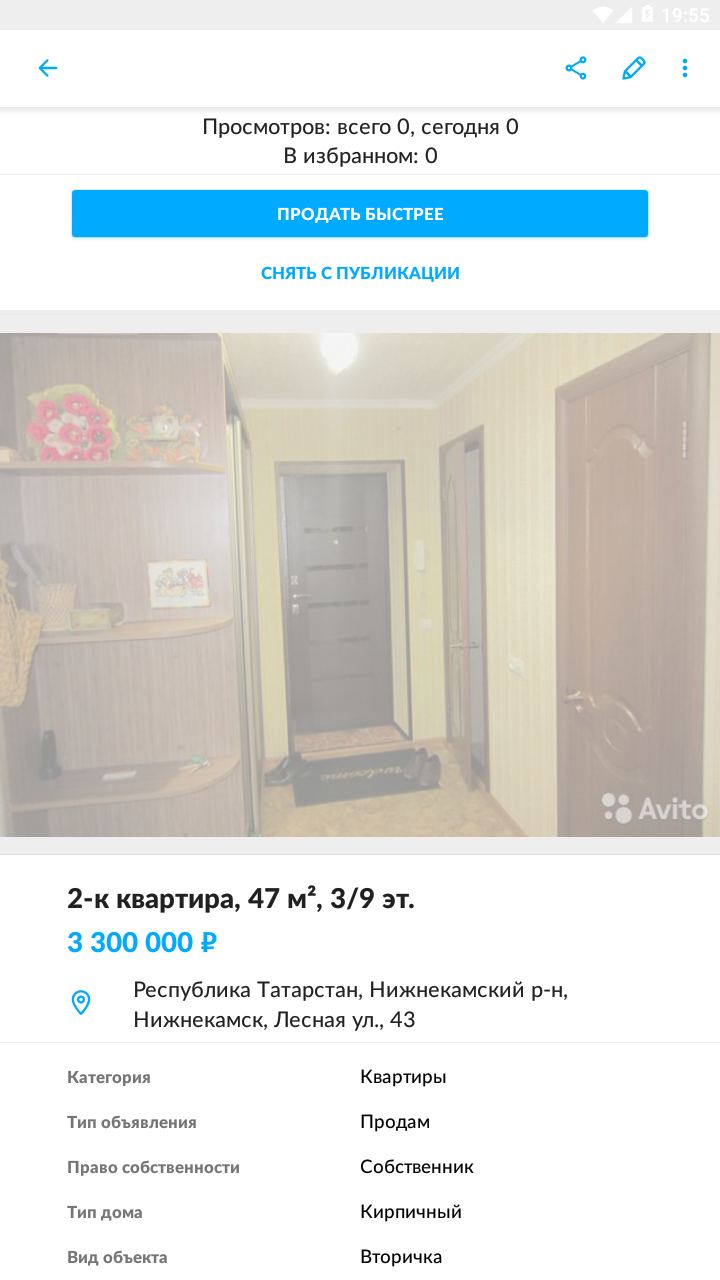 19:55
Просмотров: всего 0, сегодня 0
В избранном: 0
ПРОДАТЬ БЫСТРЕЕ
СНЯТЬ С ПУБЛИКАЦИИ
welcome
Avito
2-к квартира, 47 м², 3/9 эт.
3 300 000 ₽
Республика Татарстан, Нижнекамский р-н,
Нижнекамск, Лесная ул., 43
Категория Квартиры
Тип объявления Продам
Право собственности Собственник
Тип дома Кирпичный
Вид объекта Вторичка